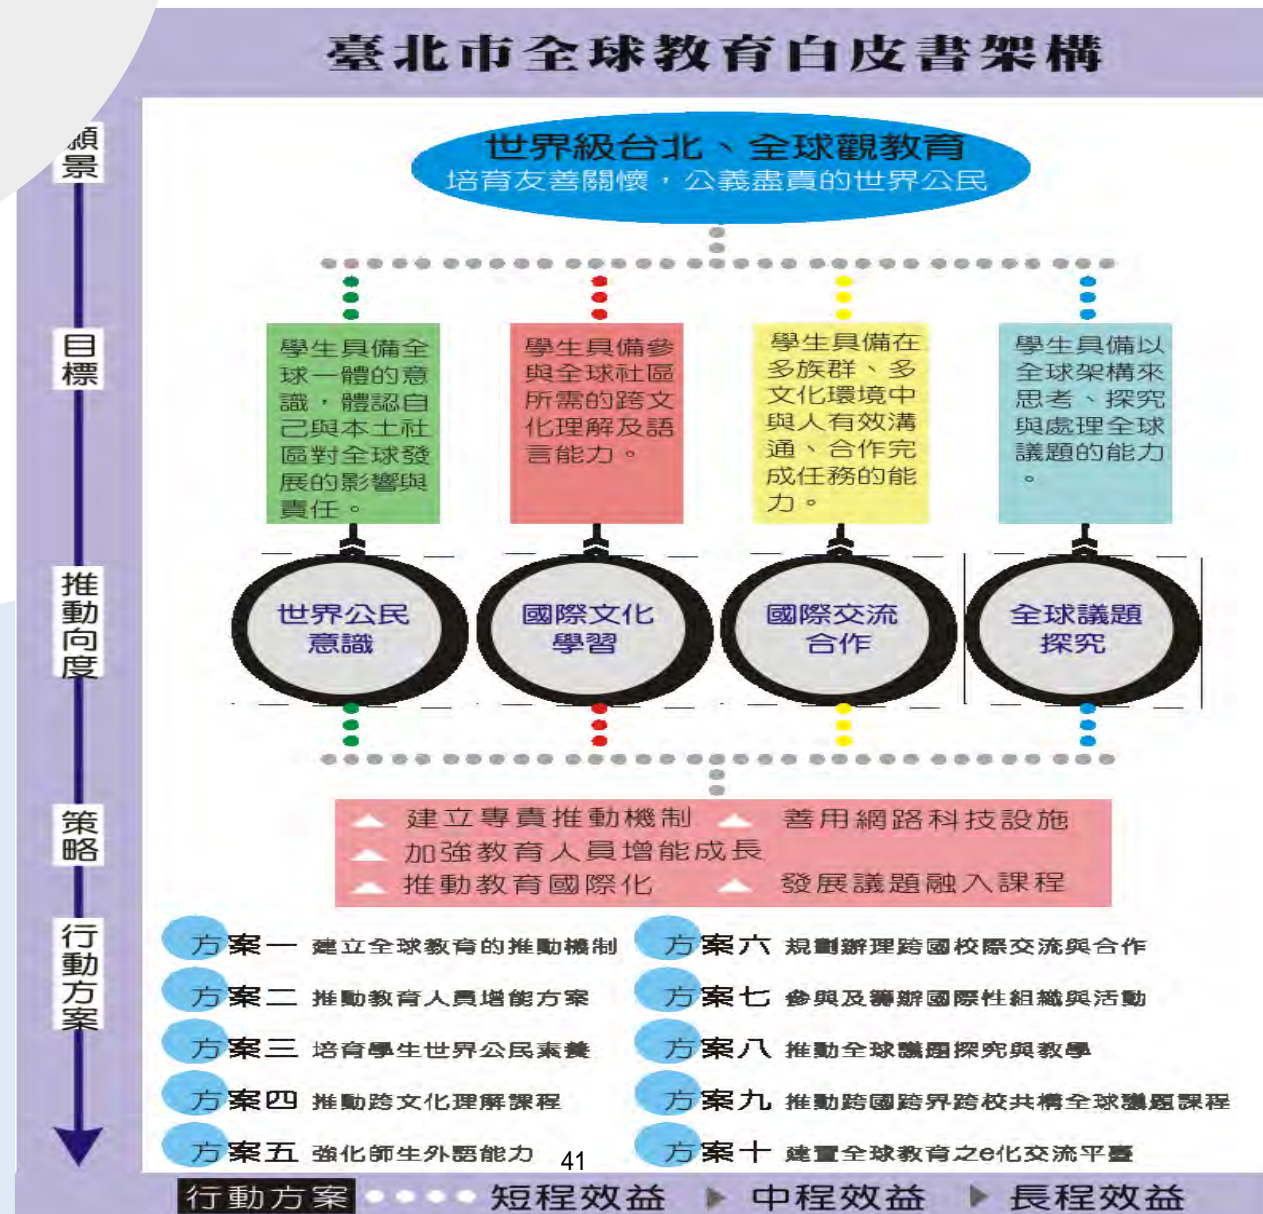 臺北市全球教育白皮書架構
願景
世界級台北、全球觀教育
培育友善關懷，公義盡責的世界公民
目標
學生具備全
球一體的意
識，體認自
己與本土社
區對全球發
展的影響與
責任。
學生具備參
與全球社區
所需的跨文
化理解及語
言能力。
學生具備在
多族群、多
文化環境中
與人有效溝
通、合作完
成任務的能
力。
學生具備以
全球架構來
思考、探究
與處理全球
議題的能力
。
推動向度
世界公民
意識
國際文化
學習
國際交流
合作
全球議題
探究
策略
建立專責推動機制
善用網路科技設施
加強教育人員增能成長
推動教育國際化
發展議題融入課程
行動方案
方案一 建立全球教育的推動機制
方案二 推動教育人員增能方案
方案三 培育學生世界公民素養
方案四 推動跨文化理解課程
方案五 強化師生外語能力
方案六 規劃辦理跨國校際交流與合作
方案七 參與及籌辦國際性組織與活動
方案八 推動全球議題探究與教學
方案九 推動跨國跨界跨校共構全球議題課程
方案十 建置全球教育之e化交流平臺
41
行動方案 短程效益 中程效益 長程效益